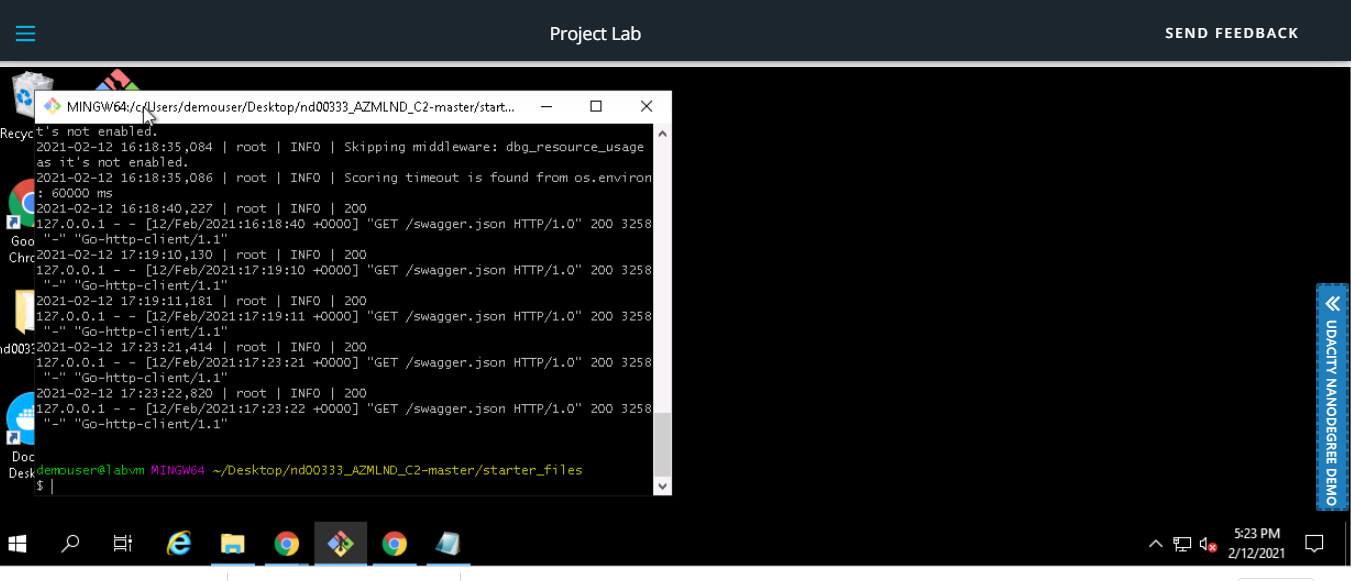 Project Lab
SEND FEEDBACK
MINGW64:/c/Users/demouser/Desktop/nd00333_AZMLND_C2-master/start...
t's not enabled.
2021-02-12 16:18:35,084 | root | INFO | Skipping middleware: dbg_resource_usage
as it's not enabled.
2021-02-12 16:18:35,086 | root | INFO | Scoring timeout is found from os.environ
: 60000 ms
2021-02-12 16:18:40,227 | root | INFO | 200
127.0.0.1 - - [12/Feb/2021:16:18:40 +0000] "GET /swagger.json HTTP/1.0" 200 3258
"-" "Go-http-client/1.1"
2021-02-12 17:19:10,130 | root | INFO | 200
127.0.0.1 - - [12/Feb/2021:17:19:10 +0000] "GET /swagger.json HTTP/1.0" 200 3258
"-" "Go-http-client/1.1"
2021-02-12 17:19:11,181 | root | INFO | 200
127.0.0.1 - - [12/Feb/2021:17:19:11 +0000] "GET /swagger.json HTTP/1.0" 200 3258
"-" "Go-http-client/1.1"
2021-02-12 17:23:21,414 | root | INFO | 200
127.0.0.1 - - [12/Feb/2021:17:23:21 +0000] "GET /swagger.json HTTP/1.0" 200 3258
"-" "Go-http-client/1.1"
2021-02-12 17:23:22,820 | root | INFO | 200
127.0.0.1 - - [12/Feb/2021:17:23:22 +0000] "GET /swagger.json HTTP/1.0" 200 3258
"-" "Go-http-client/1.1"
demouser@labvm MINGW64 ~/Desktop/nd00333_AZMLND_C2-master/starter_files
$
Recyc
Goo
Chro
nd0033
Doc
Desk
UDACITY NANODEGREE DEMO
5:23 PM
2/12/2021